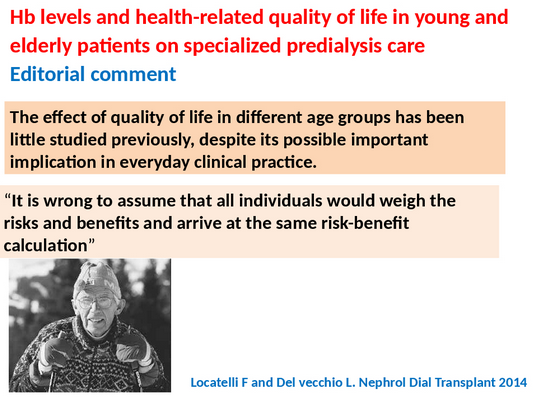 Hb levels and health-related quality of life in young and
elderly patients on specialized predialysis care
Editorial comment
The effect of quality of life in different age groups has been
little studied previously, despite its possible important
implication in everyday clinical practice.
“It is wrong to assume that all individuals would weigh the
risks and benefits and arrive at the same risk-benefit
calculation”
Locatelli F and Del vecchio L. Nephrol Dial Transplant 2014